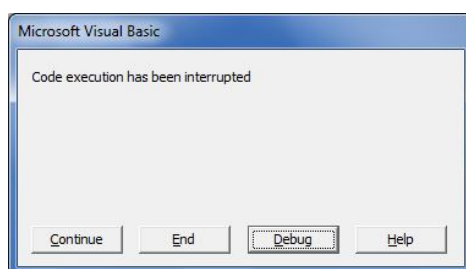 Microsoft Visual Basic
Code execution has been interrupted
Continue End Debug Help